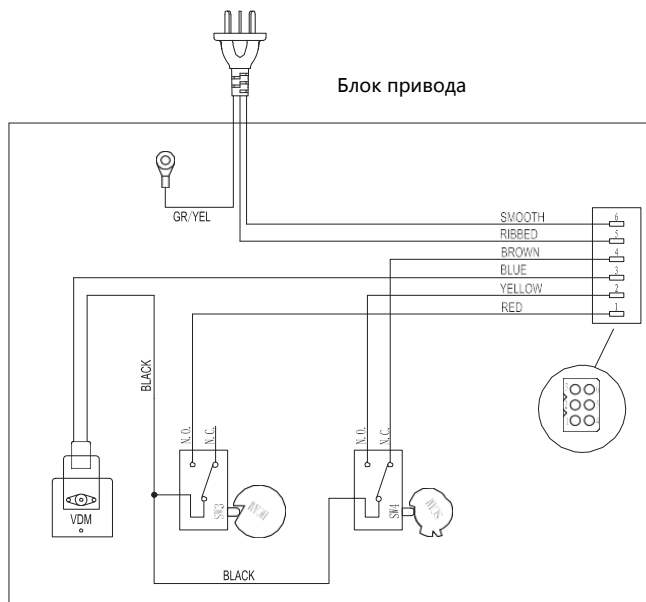 Блок привода
GR/YEL
SMOOTH 6
RIBBED 5
BROWN 4
BLUE 3
YELLOW 2
RED 1
BLACK
N.O.
N.C.
N.O.
N.C.
VDM
SW3
SW4
BLACK